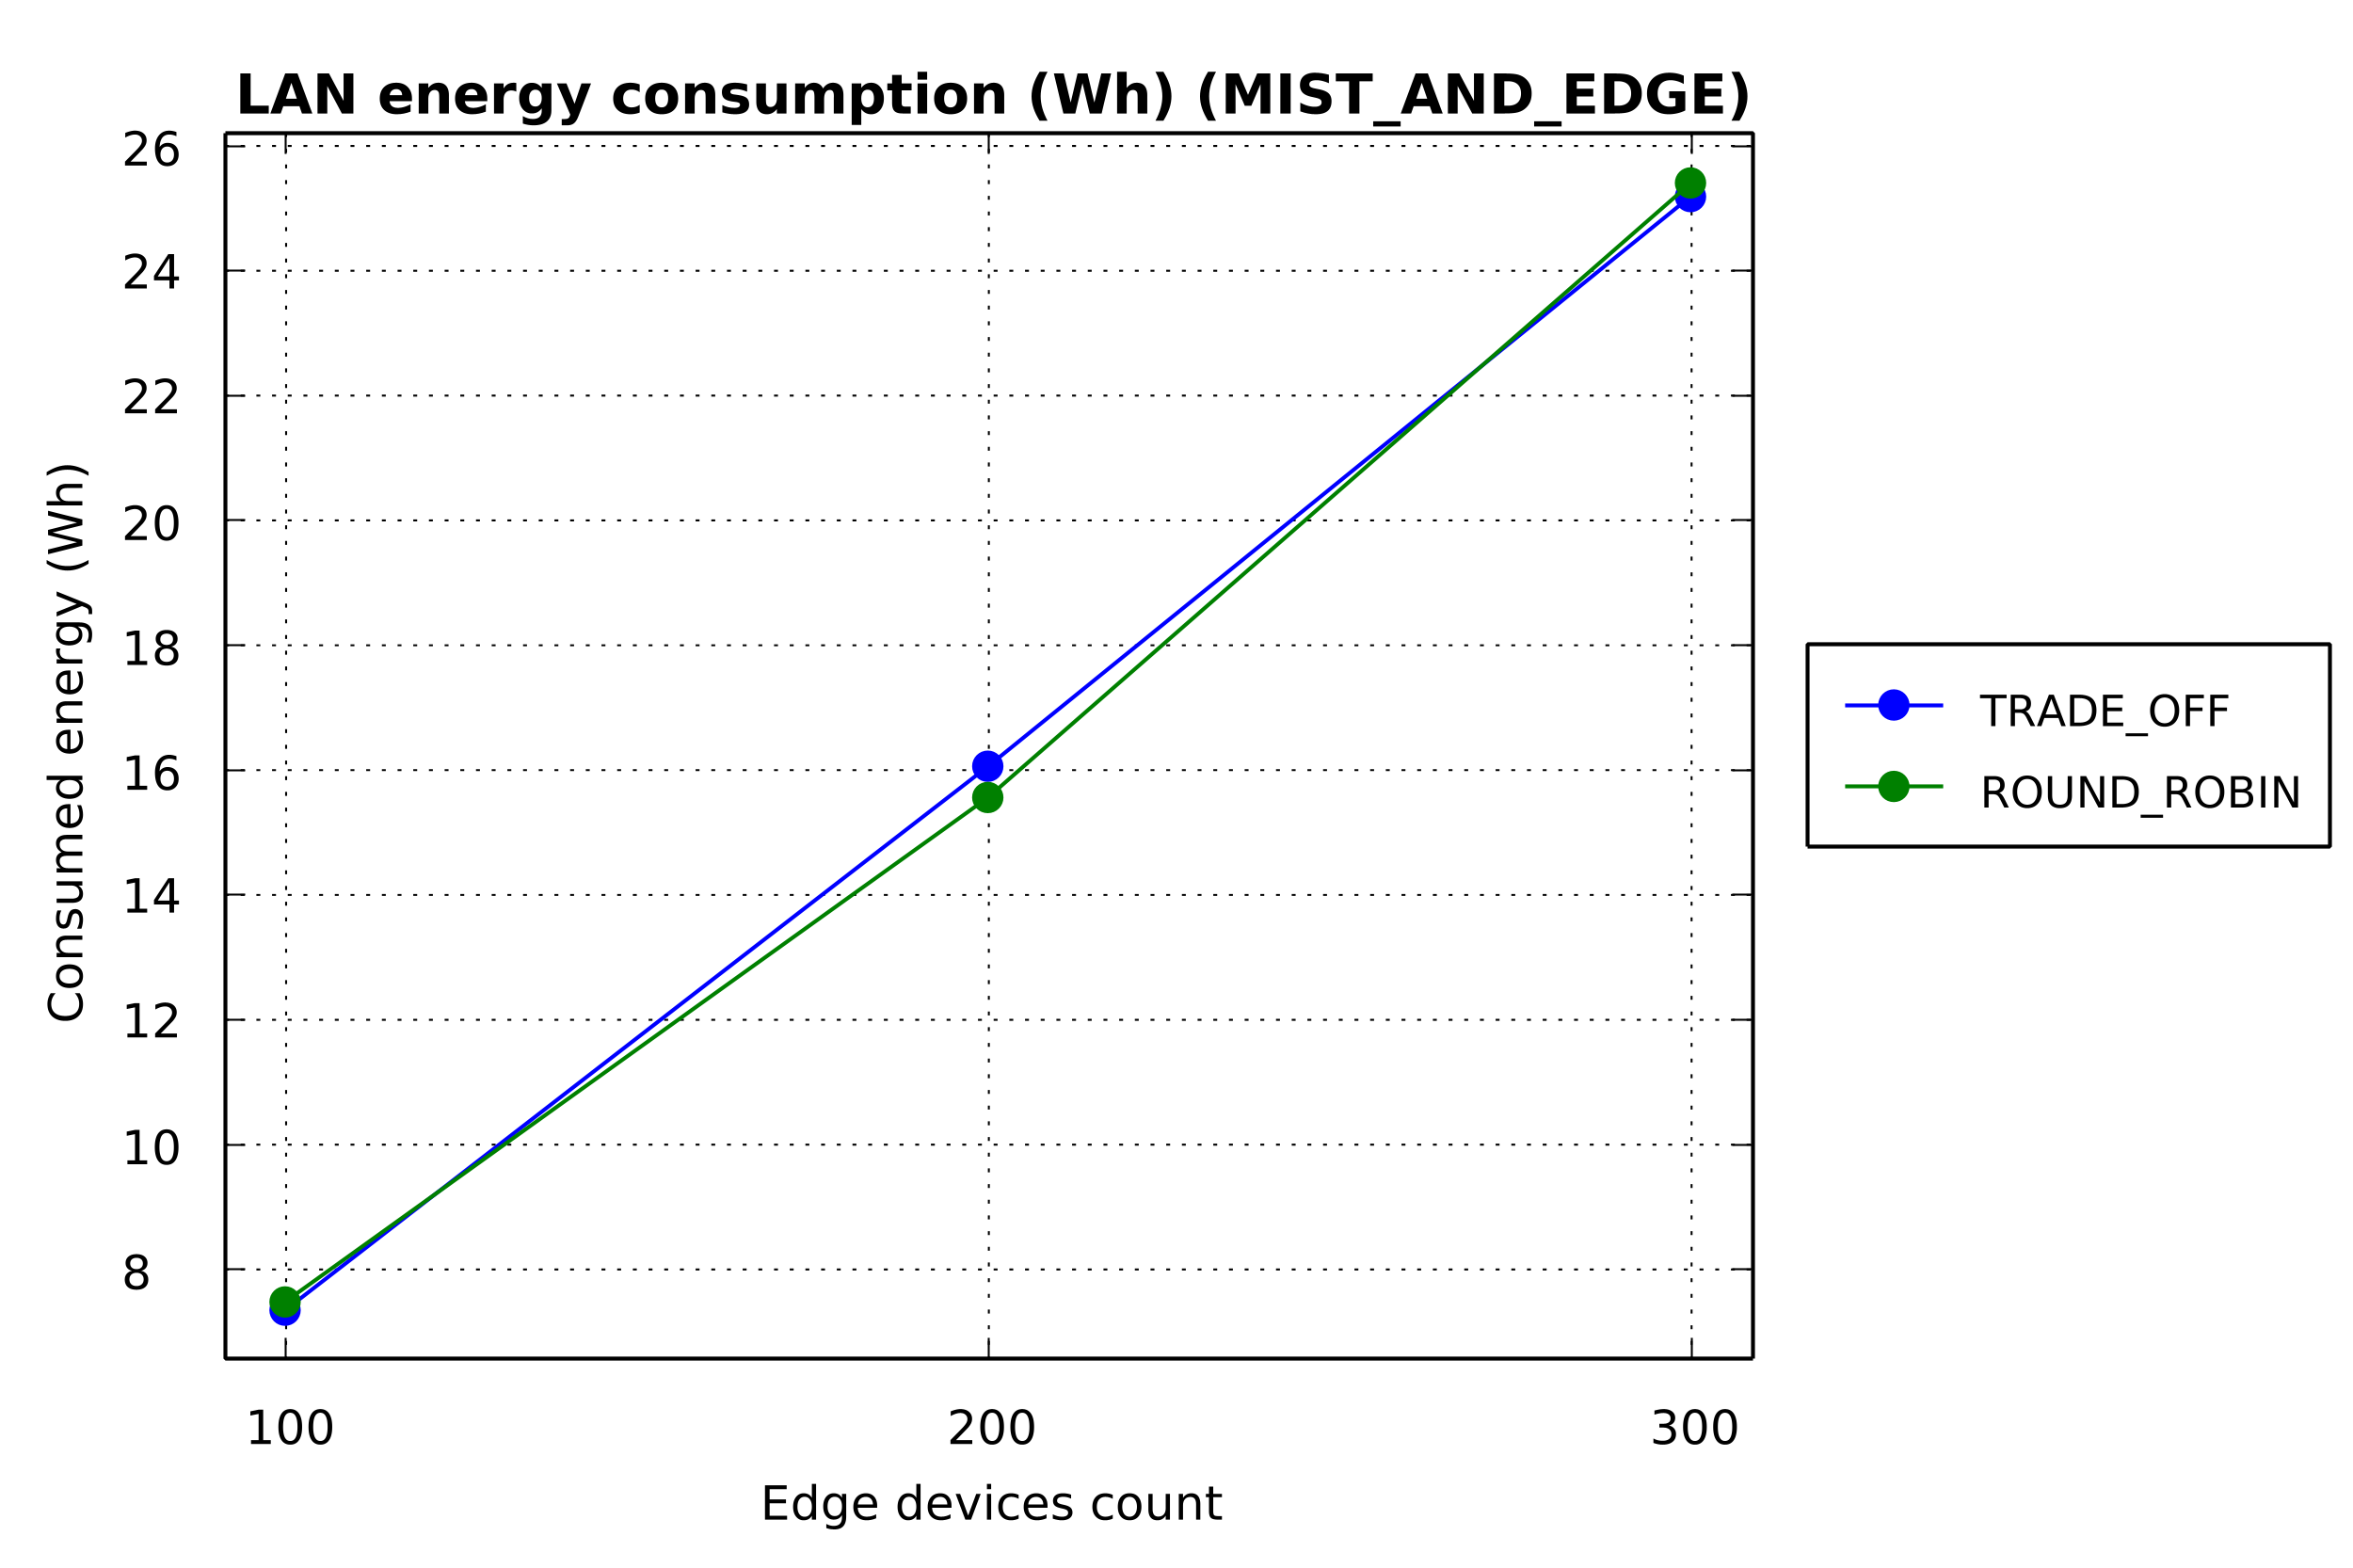 LAN energy consumption (Wh) (MIST_AND_EDGE)
26
24
22
20
18
16
14
12
10
8
Consumed energy (Wh)
100 200 300
Edge devices count
TRADE_OFF
ROUND_ROBIN